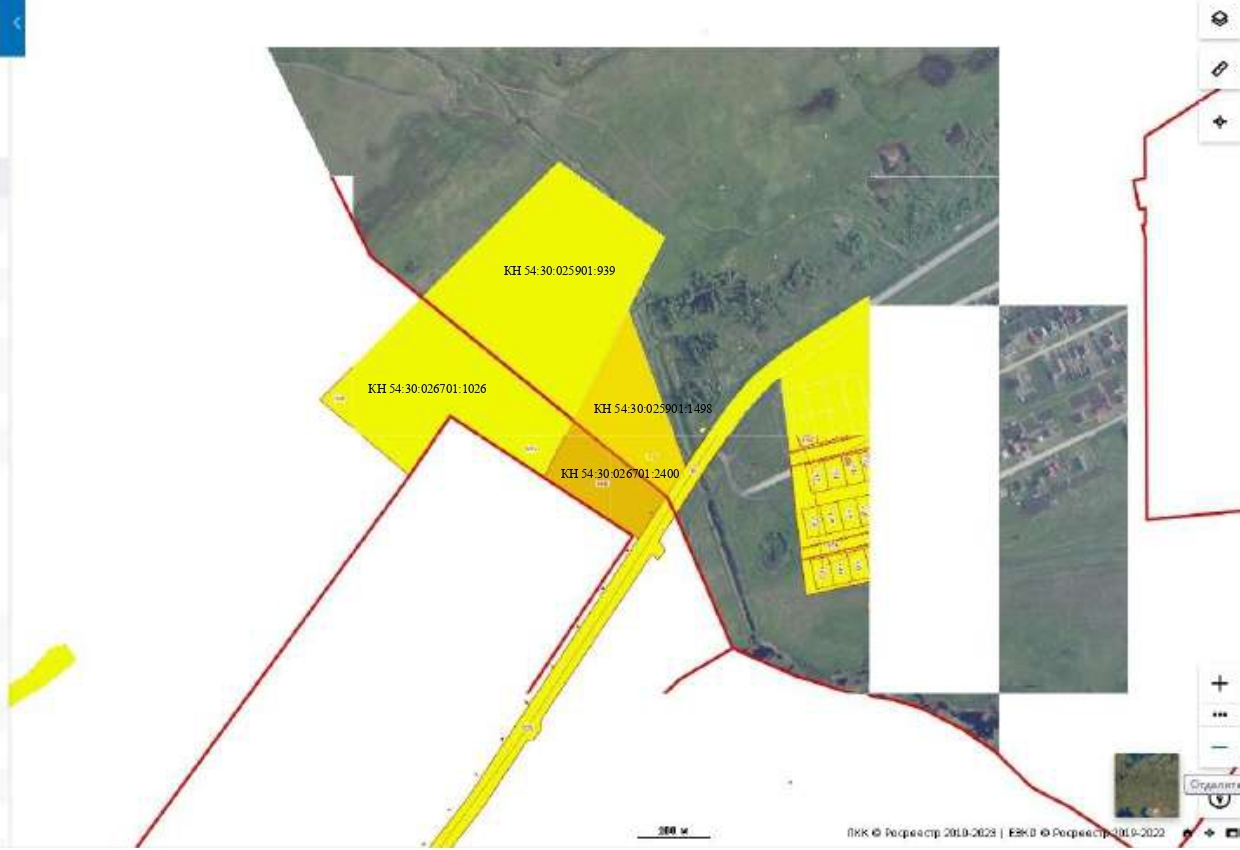 КН 54:30:025901:939
КН 54:30:026701:1026
КН 54:30:025901:1498
КН 54:30:026701:2400
Отдалить
200 м
ПКК © Росреестр 2010-2023 | ЕЭКО © Росреестр 2019-2022